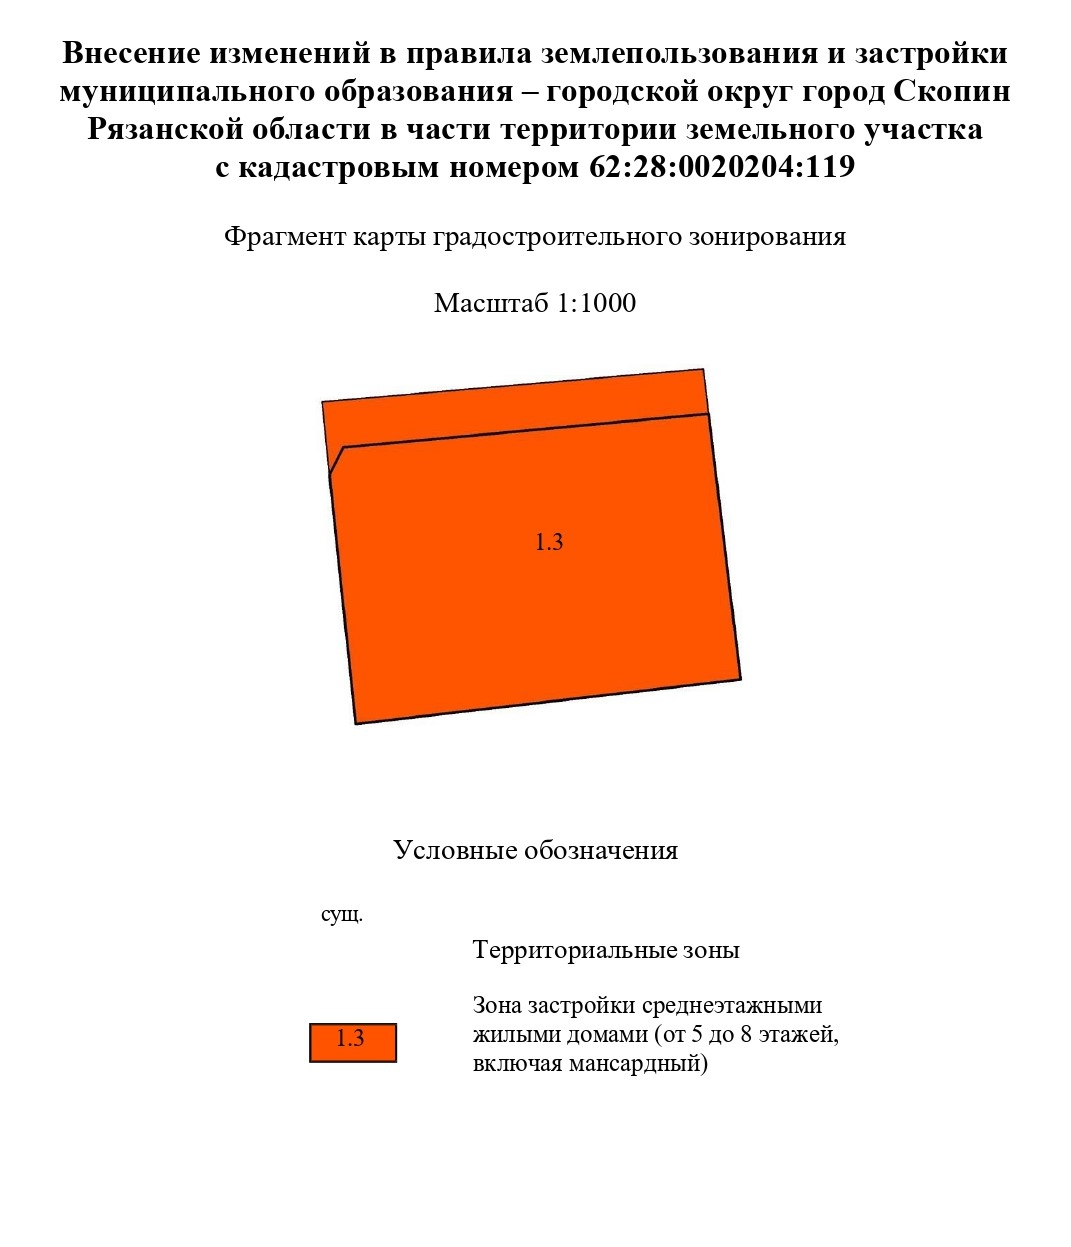 Внесение изменений в правила землепользования и застройки
муниципального образования – городской округ город Скопин
Рязанской области в части территории земельного участка
с кадастровым номером 62:28:0020204:119
Фрагмент карты градостроительного зонирования
Масштаб 1:1000
1.3
Условные обозначения
сущ.
Территориальные зоны
1.3
Зона застройки среднеэтажными
жилыми домами (от 5 до 8 этажей,
включая мансардный)